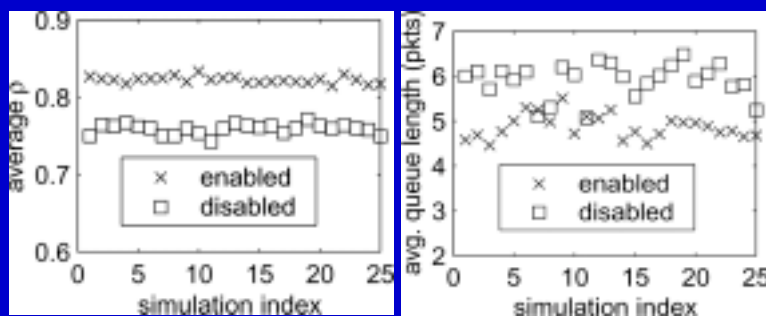 0.9
0.8
0.7
0.6
average ρ
enabled
disabled
0 5 10 15 20 25
simulation index
7
6
5
4
3
2
avg. queue length (pkts)
enabled
disabled
0 5 10 15 20 25
simulation index